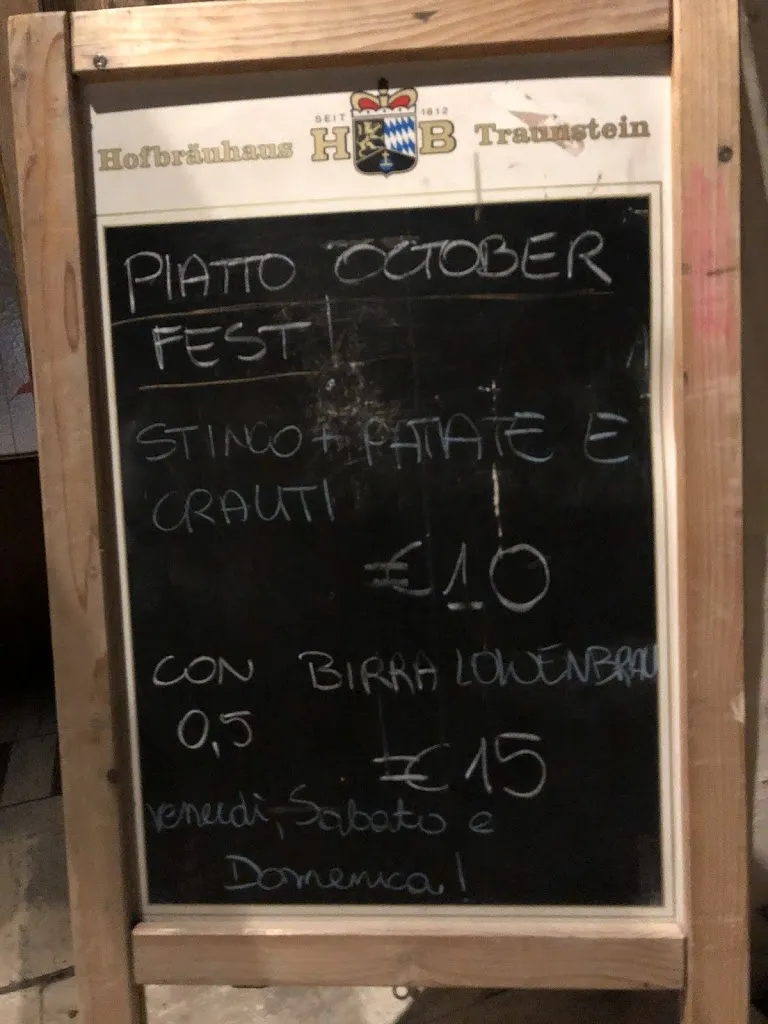 SEIT 1612
Hofbräuhaus HB Traunstein
PIATTO OCTOBER
FEST!
STINCO + PATATE E
CRAUTI
€10
CON BIRRA LOWENBRAU
0,5
€15
venerdi, Sabato e
Domenica!